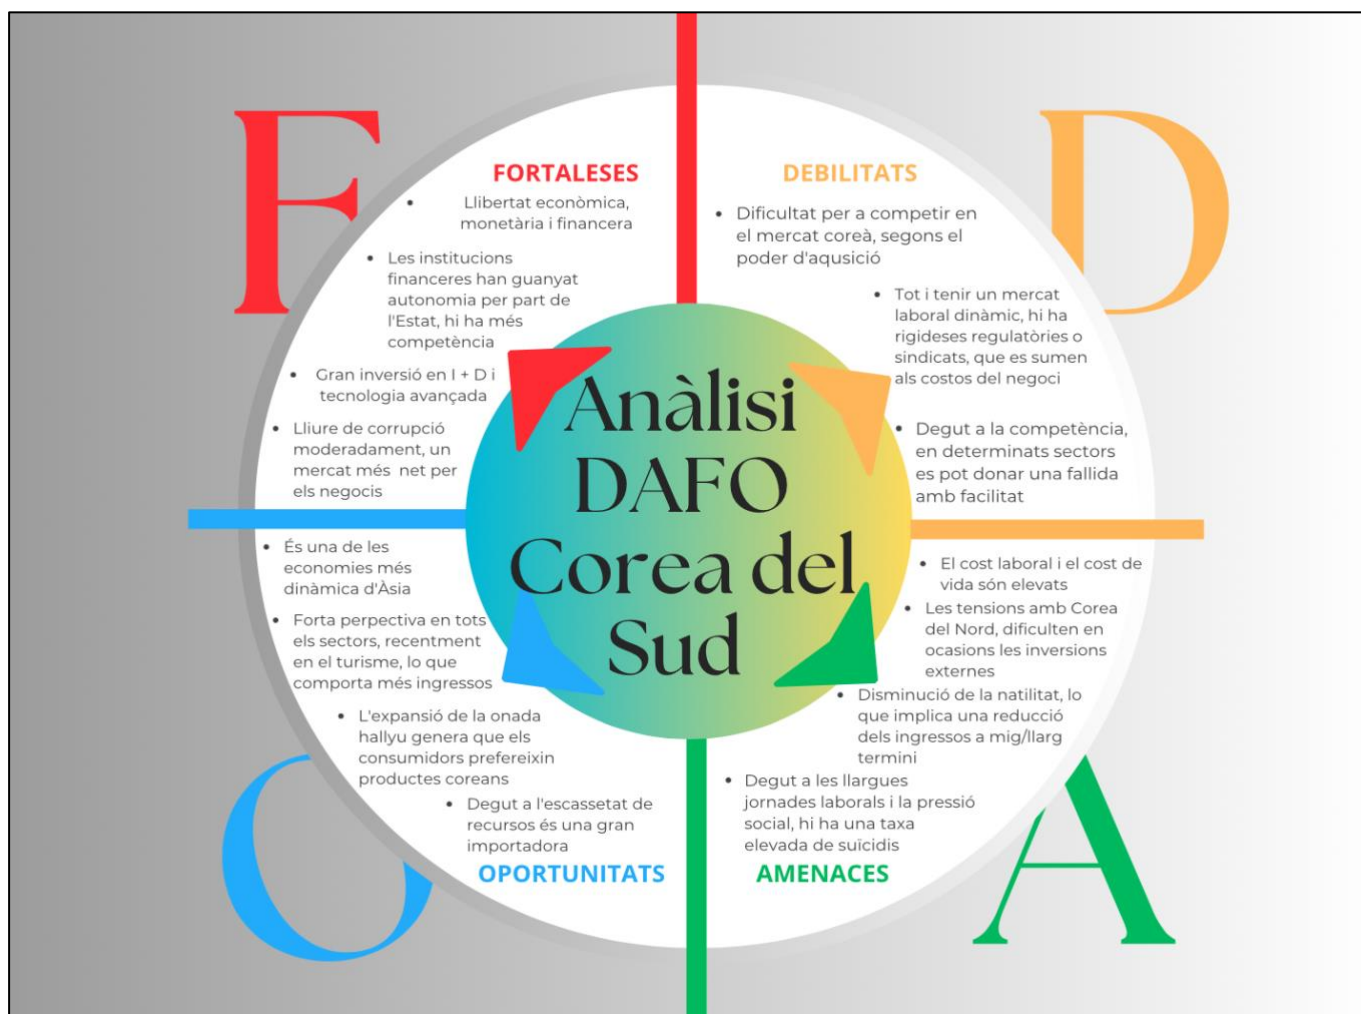 F
FORTALESES
• Llibertat econòmica,
monetària i financera
• Les institucions
financeres han guanyat
autonomia per part de
l'Estat, hi ha més
competència
• Gran inversió en I + D i
tecnologia avançada
• Lliure de corrupció
moderadament, un
mercat més net per
els negocis
D
DEBILITATS
• Dificultat per a competir en
el mercat coreà, segons el
poder d'aqusició
• Tot i tenir un mercat
laboral dinàmic, hi ha
rigideses regulatòries o
sindicats, que es sumen
als costos del negoci
• Degut a la competència,
en determinats sectors
es pot donar una fallida
amb facilitat
Anàlisi
DAFO
Corea del
Sud
• És una de les
economies més
dinàmica d'Àsia
• Forta perpectiva en tots
els sectors, recentment
en el turisme, lo que
comporta més ingressos
• L'expansió de la onada
hallyu genera que els
consumidors prefereixin
productes coreans
• Degut a l'escassetat de
recursos és una gran
importadora
OPORTUNITATS
O
• El cost laboral i el cost de
vida són elevats
• Les tensions amb Corea
del Nord, dificulten en
ocasions les inversions
externes
• Disminució de la natilitat, lo
que implica una reducció
dels ingressos a mig/llarg
termini
• Degut a les llargues
jornades laborals i la pressió
social, hi ha una taxa
elevada de suïcidis
AMENACES
A